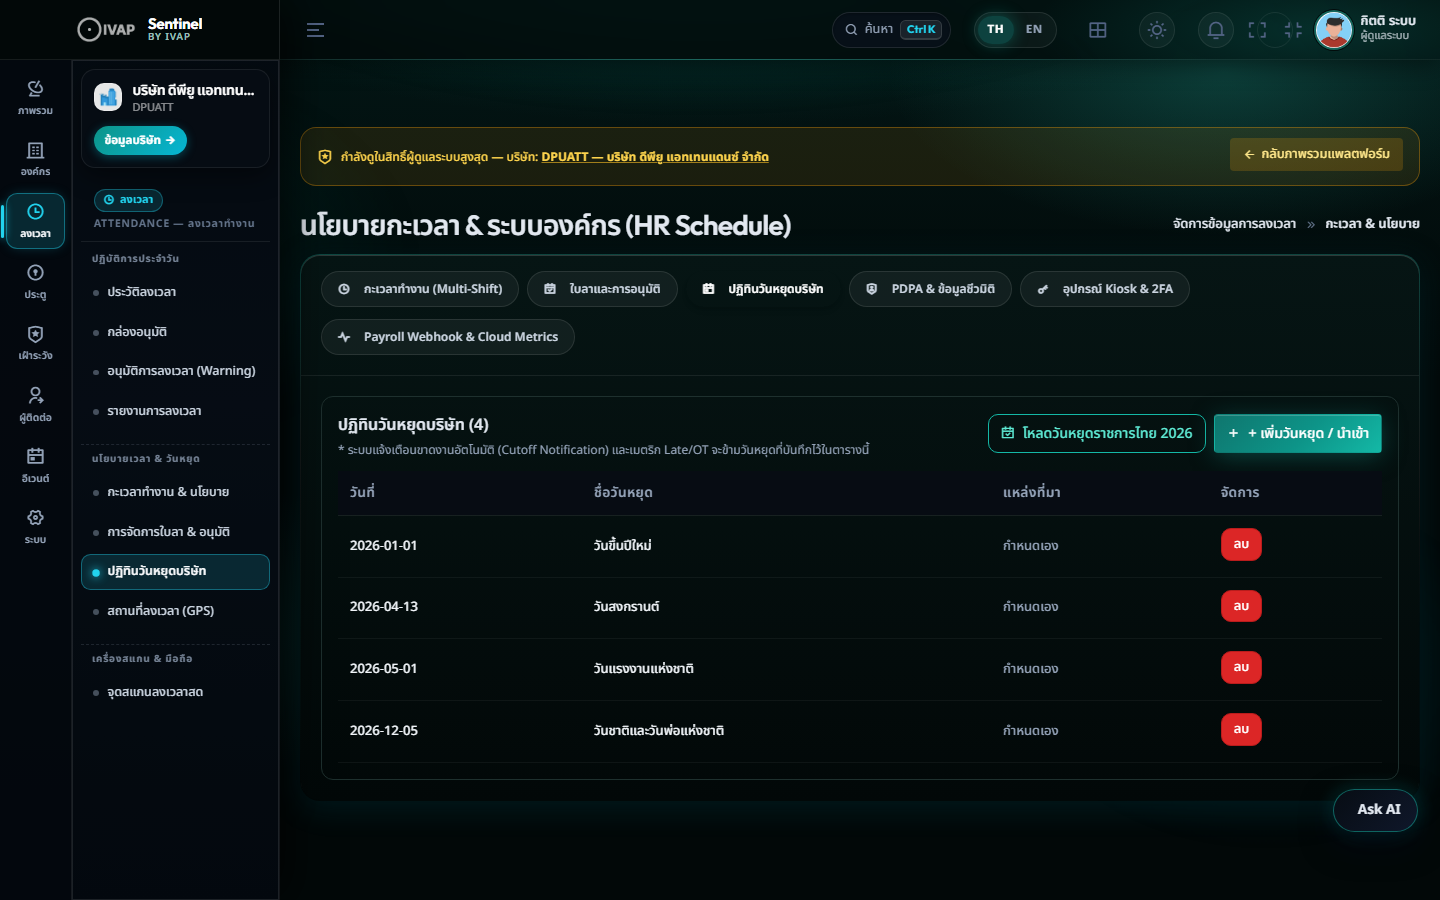 IVAP
Sentinel
BY IVAP
ค้นหา
Ctrl K
TH
EN
กิตติ ระบบ
ผู้ดูแลระบบ
ภาพรวม
องค์กร
ลงเวลา
ประตู
เฝ้าระวัง
ผู้ติดต่อ
อีเวนต์
ระบบ
บริษัท ดีพียู แอทเทน...
DPUATT
ข้อมูลบริษัท →
ลงเวลา
ATTENDANCE — ลงเวลาทำงาน
ปฏิบัติการประจำวัน
ประวัติลงเวลา
กล่องอนุมัติ
อนุมัติการลงเวลา (Warning)
รายงานการลงเวลา
นโยบายเวลา & วันหยุด
กะเวลาทำงาน & นโยบาย
การจัดการใบลา & อนุมัติ
ปฏิทินวันหยุดบริษัท
สถานที่ลงเวลา (GPS)
เครื่องสแกน & มือถือ
จุดสแกนลงเวลาสด
กำลังดูในสิทธิ์ผู้ดูแลระบบสูงสุด — บริษัท: DPUATT — บริษัท ดีพียู แอทเทนแดนซ์ จำกัด
← กลับภาพรวมแพลตฟอร์ม
นโยบายกะเวลา & ระบบองค์กร (HR Schedule)
จัดการข้อมูลการลงเวลา » กะเวลา & นโยบาย
กะเวลาทำงาน (Multi-Shift)
ใบลาและการอนุมัติ
ปฏิทินวันหยุดบริษัท
PDPA & ข้อมูลชีวมิติ
อุปกรณ์ Kiosk & 2FA
Payroll Webhook & Cloud Metrics
ปฏิทินวันหยุดบริษัท (4)
* ระบบแจ้งเตือนขาดงานอัตโนมัติ (Cutoff Notification) และเมตริก Late/OT จะข้ามวันหยุดที่บันทึกไว้ในตารางนี้
โหลดวันหยุดราชการไทย 2026
+ + เพิ่มวันหยุด / นำเข้า
วันที่ ชื่อวันหยุด แหล่งที่มา จัดการ
2026-01-01 วันขึ้นปีใหม่ กำหนดเอง ลบ
2026-04-13 วันสงกรานต์ กำหนดเอง ลบ
2026-05-01 วันแรงงานแห่งชาติ กำหนดเอง ลบ
2026-12-05 วันชาติและวันพ่อแห่งชาติ กำหนดเอง ลบ
Ask AI